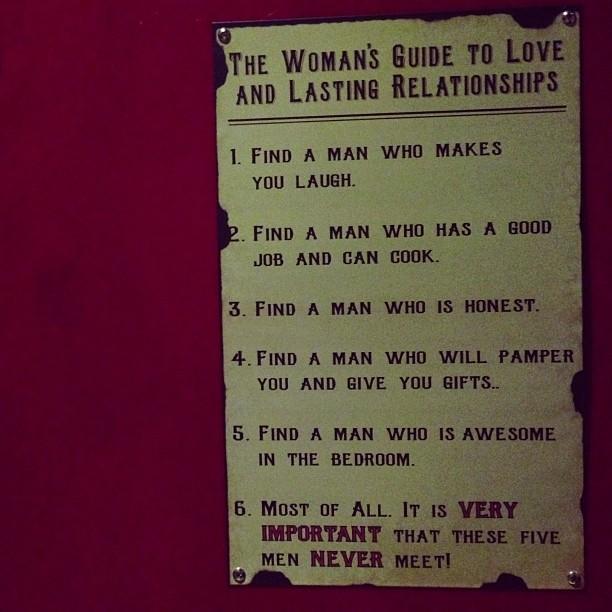 The Woman's Guide to Love
and Lasting Relationships
1. Find a man who makes
you laugh.
2. Find a man who has a good
job and can cook.
3. Find a man who is honest.
4. Find a man who will pamper
you and give you gifts..
5. Find a man who is awesome
in the bedroom.
6. Most of All. It is VERY
IMPORTANT that these five
men NEVER meet!